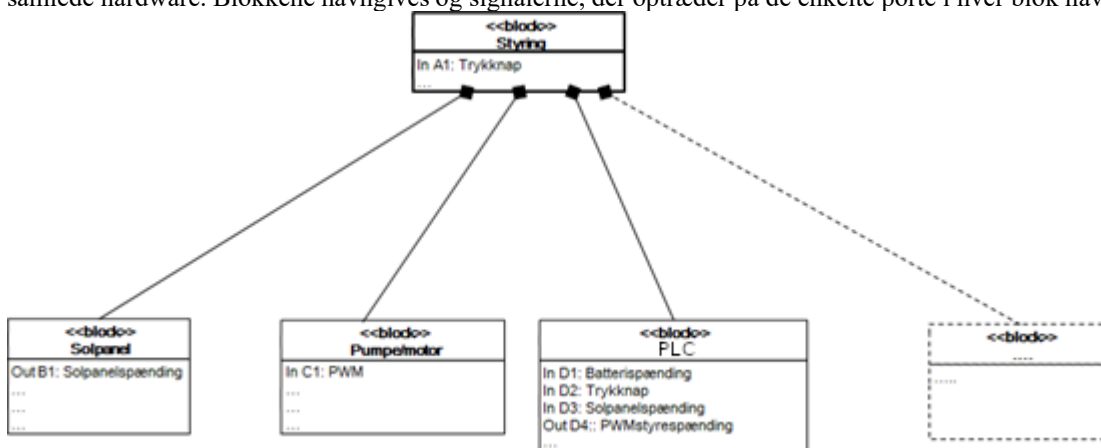 samlede hardware. Blokkene navngives og signalerne, der optræder på de enkelte porte i hver blok
<<block>>
Styring
In A1: Trykknap
...
<<block>>
Solpanel
Out B1: Solpanelspænding
...
...
...
<<block>>
Pumpe/motor
In C1: PWM
...
...
...
<<block>>
PLC
In D1: Batterispænding
In D2: Trykknap
In D3: Solpanelspænding
Out D4:: PWMstyrespænding
...
<<block>>
....
.....